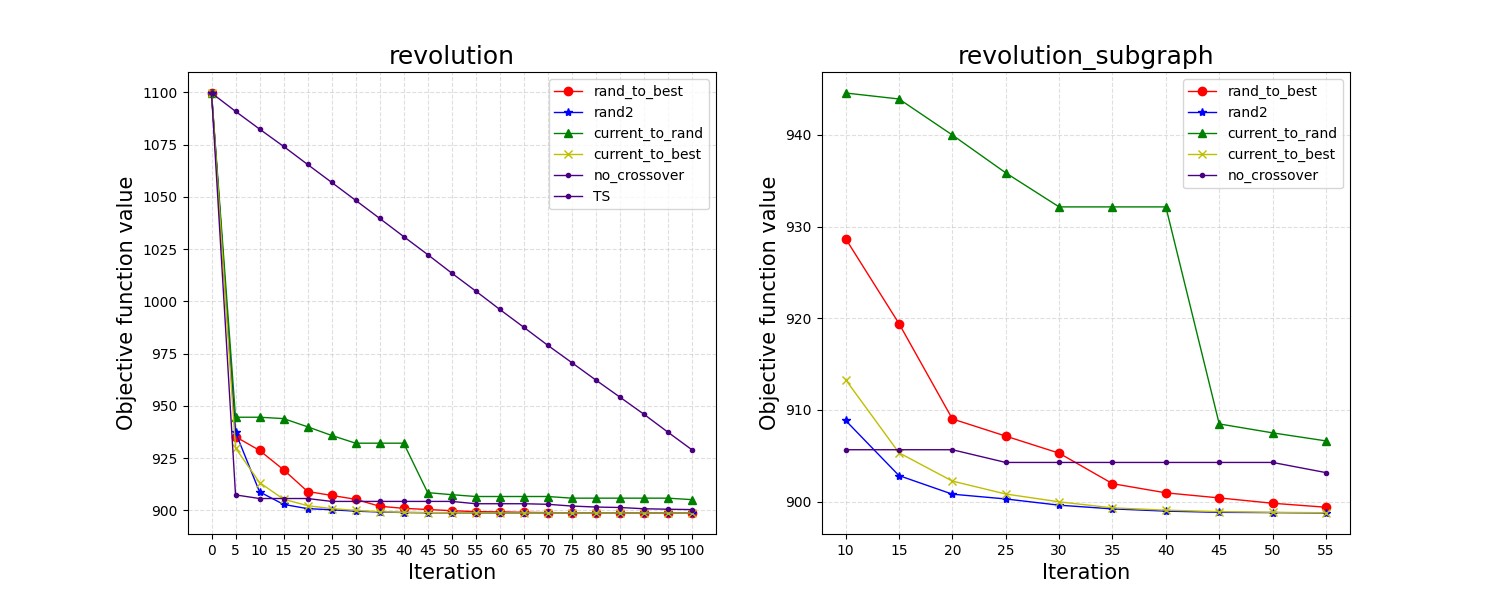 revolution
Objective function value
1100
1075
1050
1025
1000
975
950
925
900
0 5 10 15 20 25 30 35 40 45 50 55 60 65 70 75 80 85 90 95 100
Iteration
rand_to_best
rand2
current_to_rand
current_to_best
no_crossover
TS
revolution_subgraph
Objective function value
940
930
920
910
900
10 15 20 25 30 35 40 45 50 55
Iteration
rand_to_best
rand2
current_to_rand
current_to_best
no_crossover